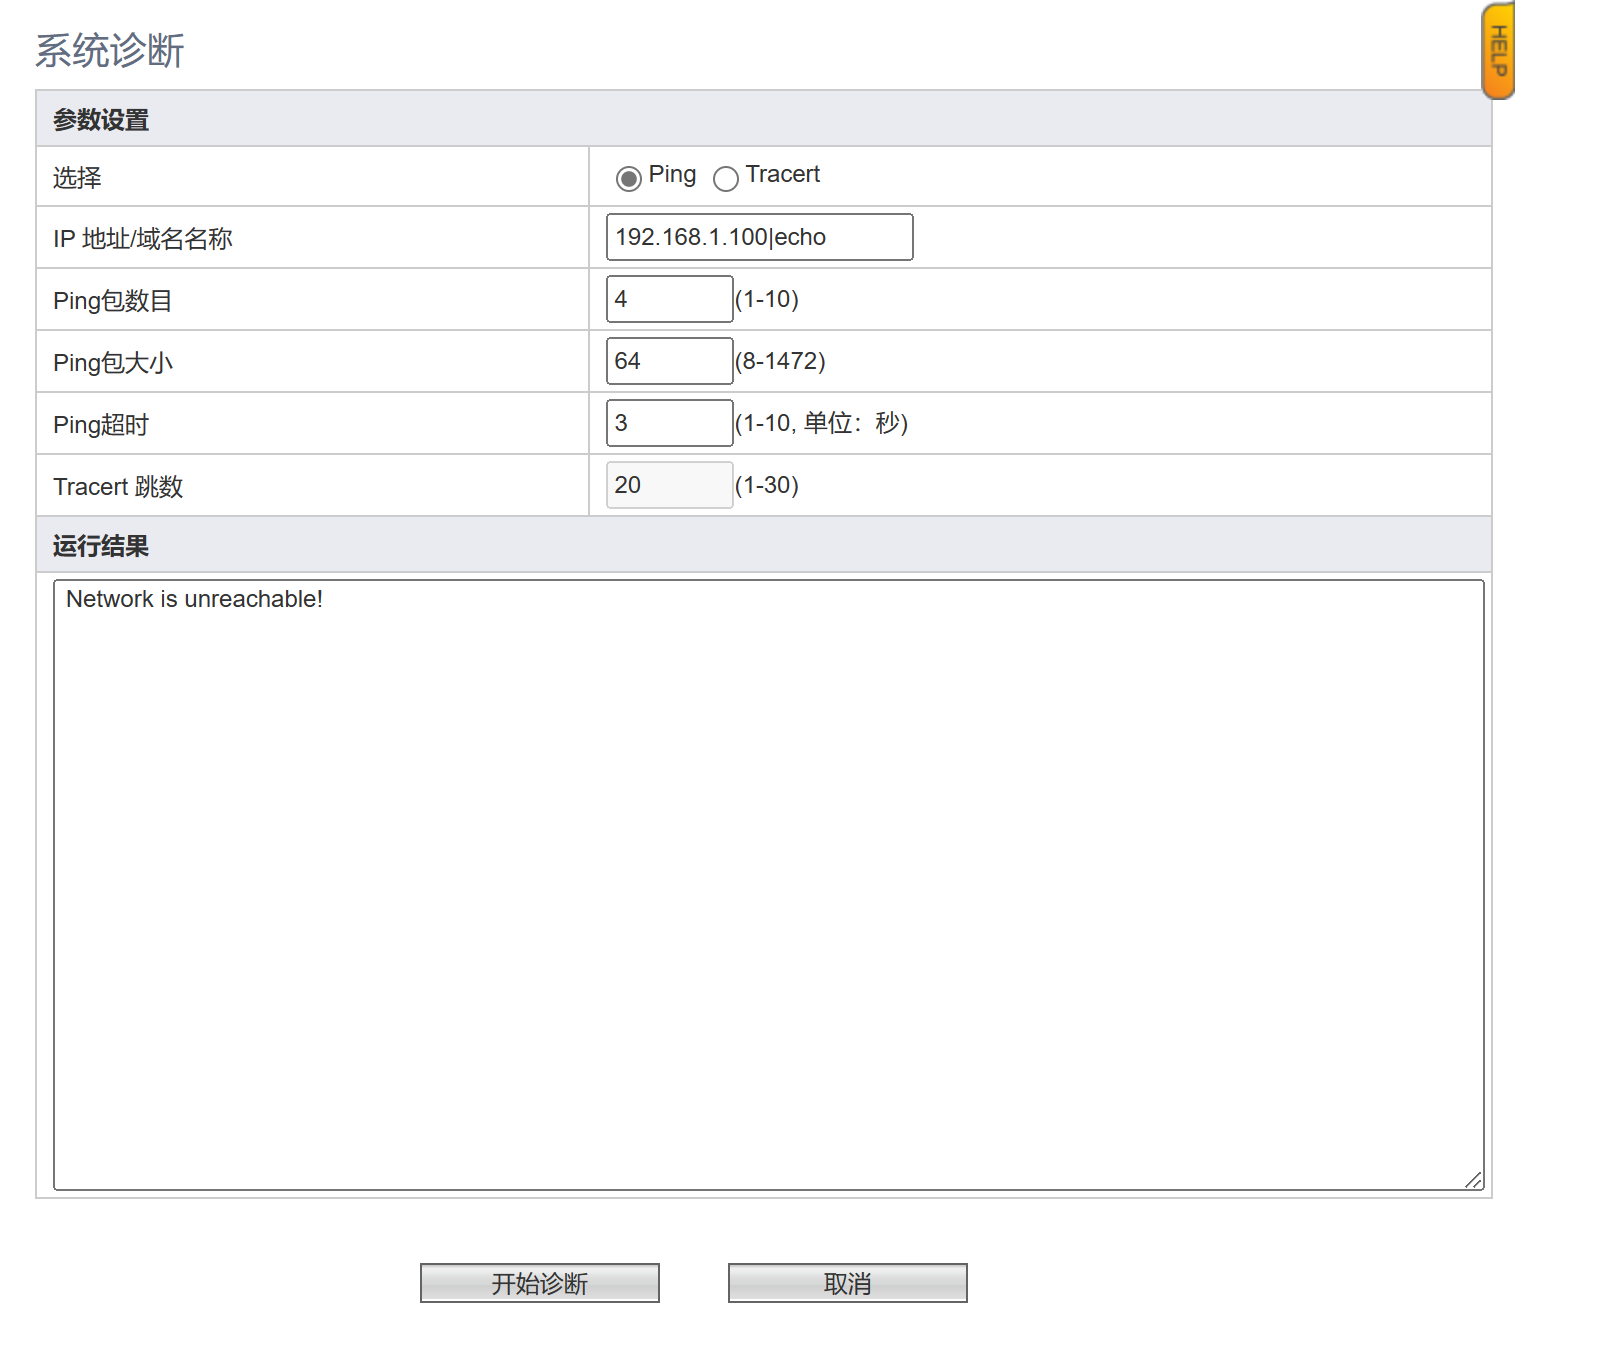 系统诊断
HELP
参数设置
选择 Ping Tracert
IP 地址/域名名称 192.168.1.100|echo
Ping包数目 4 (1-10)
Ping包大小 64 (8-1472)
Ping超时 3 (1-10, 单位：秒)
Tracert 跳数 20 (1-30)
运行结果
Network is unreachable!
开始诊断 取消